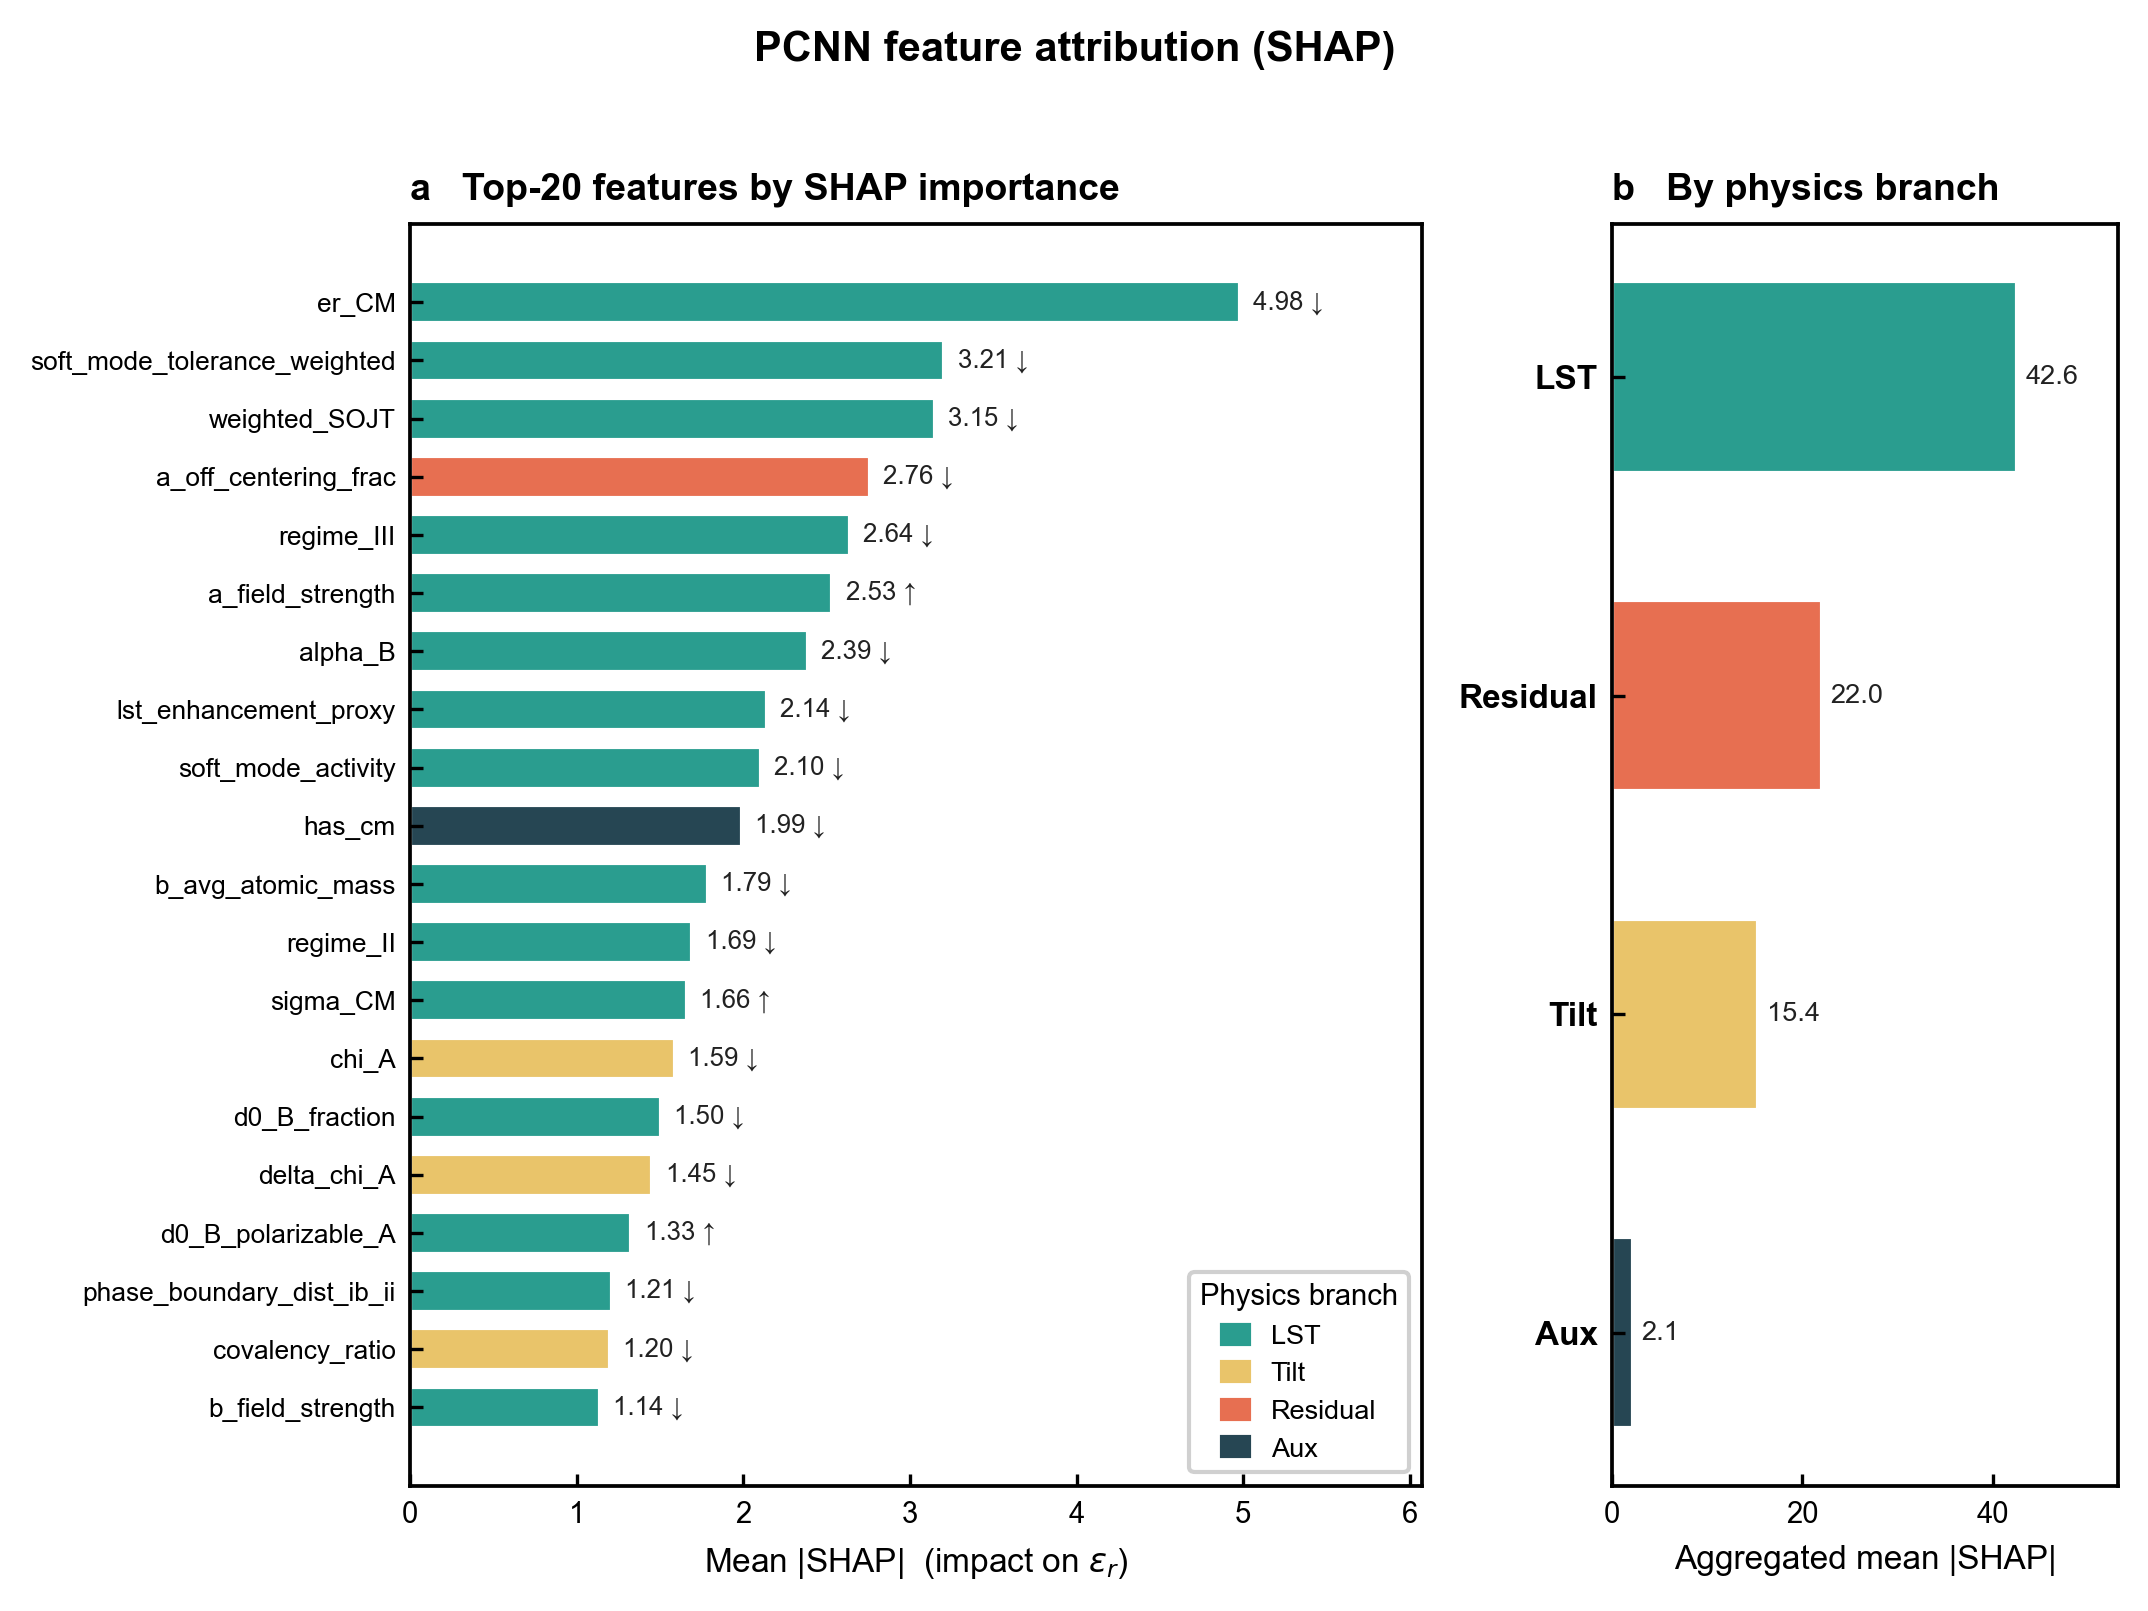 PCNN feature attribution (SHAP)
a Top-20 features by SHAP importance
er_CM 4.98 ↓
soft_mode_tolerance_weighted 3.21 ↓
weighted_SOJT 3.15 ↓
a_off_centering_frac 2.76 ↓
regime_III 2.64 ↓
a_field_strength 2.53 ↑
alpha_B 2.39 ↓
lst_enhancement_proxy 2.14 ↓
soft_mode_activity 2.10 ↓
has_cm 1.99 ↓
b_avg_atomic_mass 1.79 ↓
regime_II 1.69 ↓
sigma_CM 1.66 ↑
chi_A 1.59 ↓
d0_B_fraction 1.50 ↓
delta_chi_A 1.45 ↓
d0_B_polarizable_A 1.33 ↑
phase_boundary_dist_ib_ii 1.21 ↓
covalency_ratio 1.20 ↓
b_field_strength 1.14 ↓
Physics branch
LST
Tilt
Residual
Aux
0 1 2 3 4 5 6
Mean |SHAP| (impact on εr)
b By physics branch
LST 42.6
Residual 22.0
Tilt 15.4
Aux 2.1
0 20 40
Aggregated mean |SHAP|